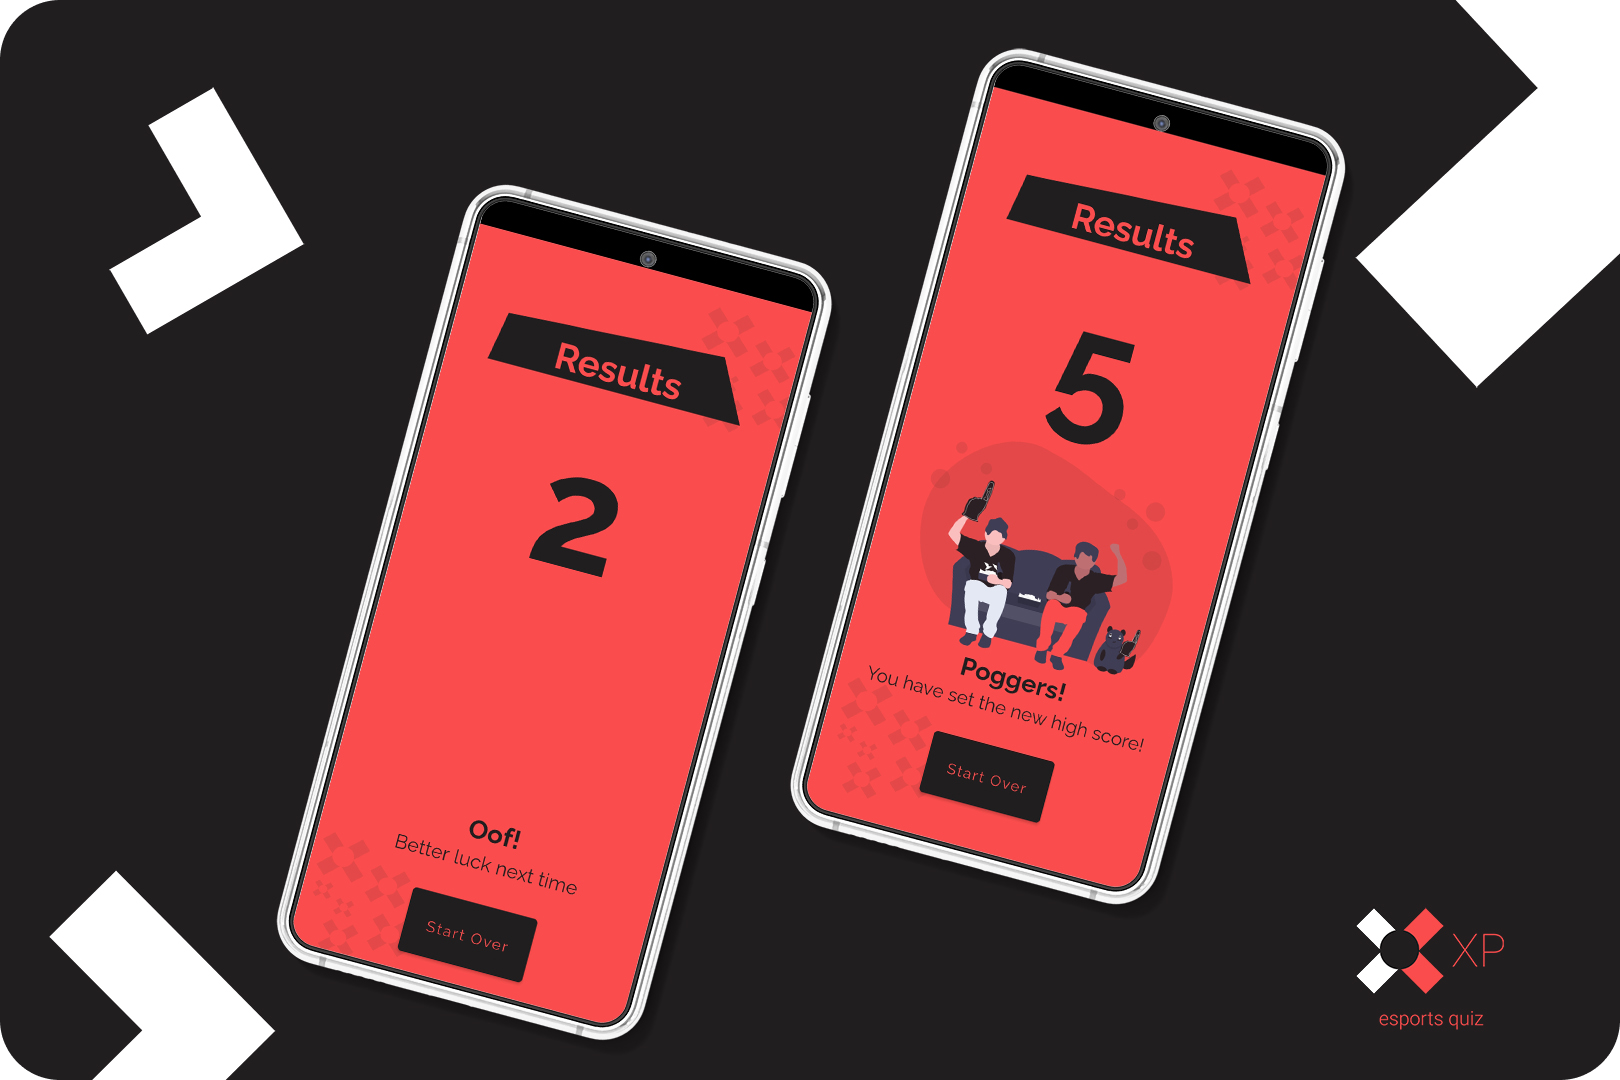 Results
2
Oof!
Better luck next time
Start Over
Results
5
Poggers!
You have set the new high score!
Start Over
XP
esports quiz